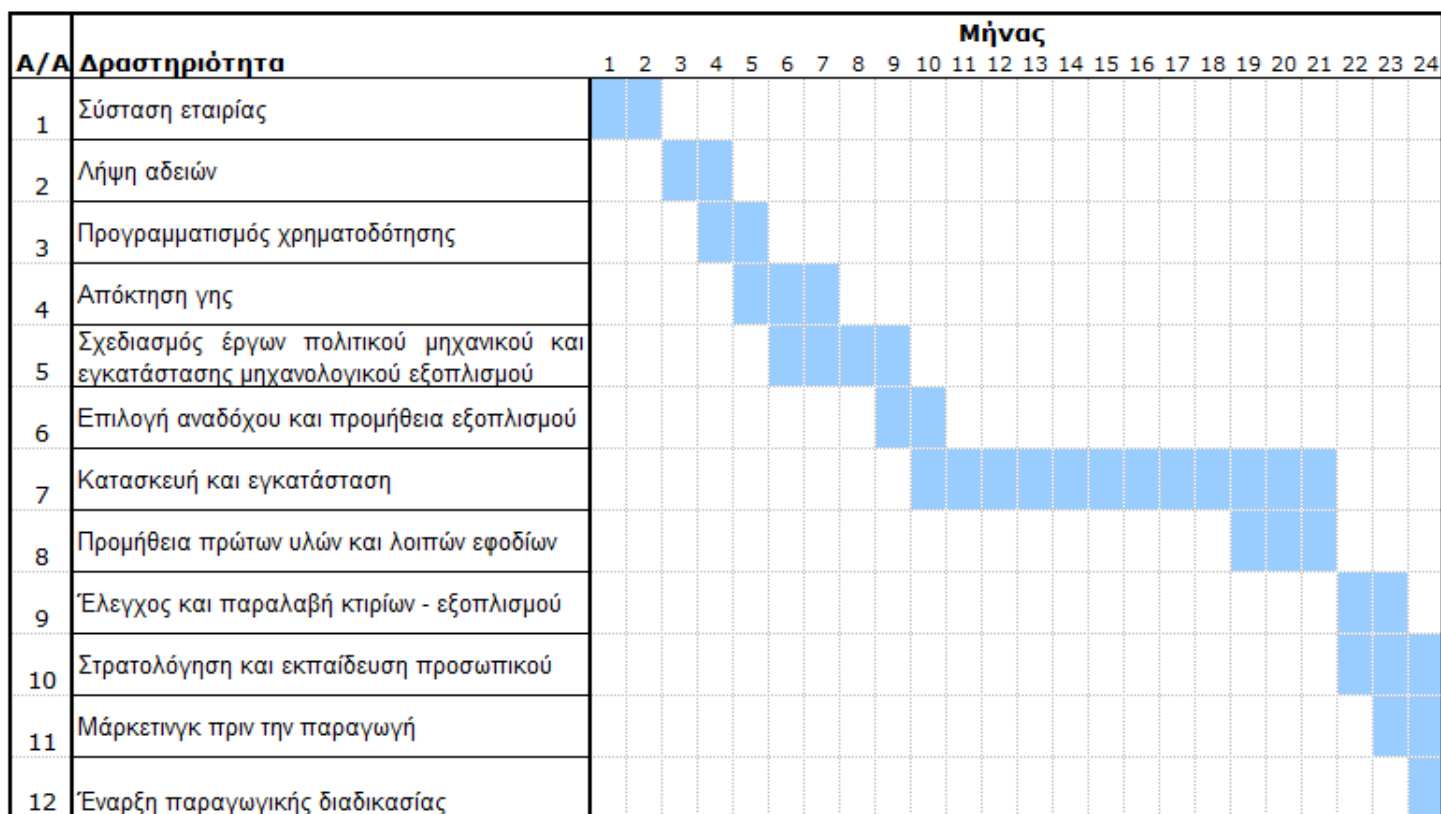 Μήνας
Α/Α Δραστηριότητα 1 2 3 4 5 6 7 8 9 10 11 12 13 14 15 16 17 18 19 20 21 22 23 24
1 Σύσταση εταιρίας
2 Λήψη αδειών
3 Προγραμματισμός χρηματοδότησης
4 Απόκτηση γης
Σχεδιασμός έργων πολιτικού μηχανικού και
5 εγκατάστασης μηχανολογικού εξοπλισμού
6 Επιλογή αναδόχου και προμήθεια εξοπλισμού
7 Κατασκευή και εγκατάσταση
8 Προμήθεια πρώτων υλών και λοιπών εφοδίων
9 Έλεγχος και παραλαβή κτιρίων - εξοπλισμού
10 Στρατολόγηση και εκπαίδευση προσωπικού
11 Μάρκετινγκ πριν την παραγωγή
12 Έναρξη παραγωγικής διαδικασίας